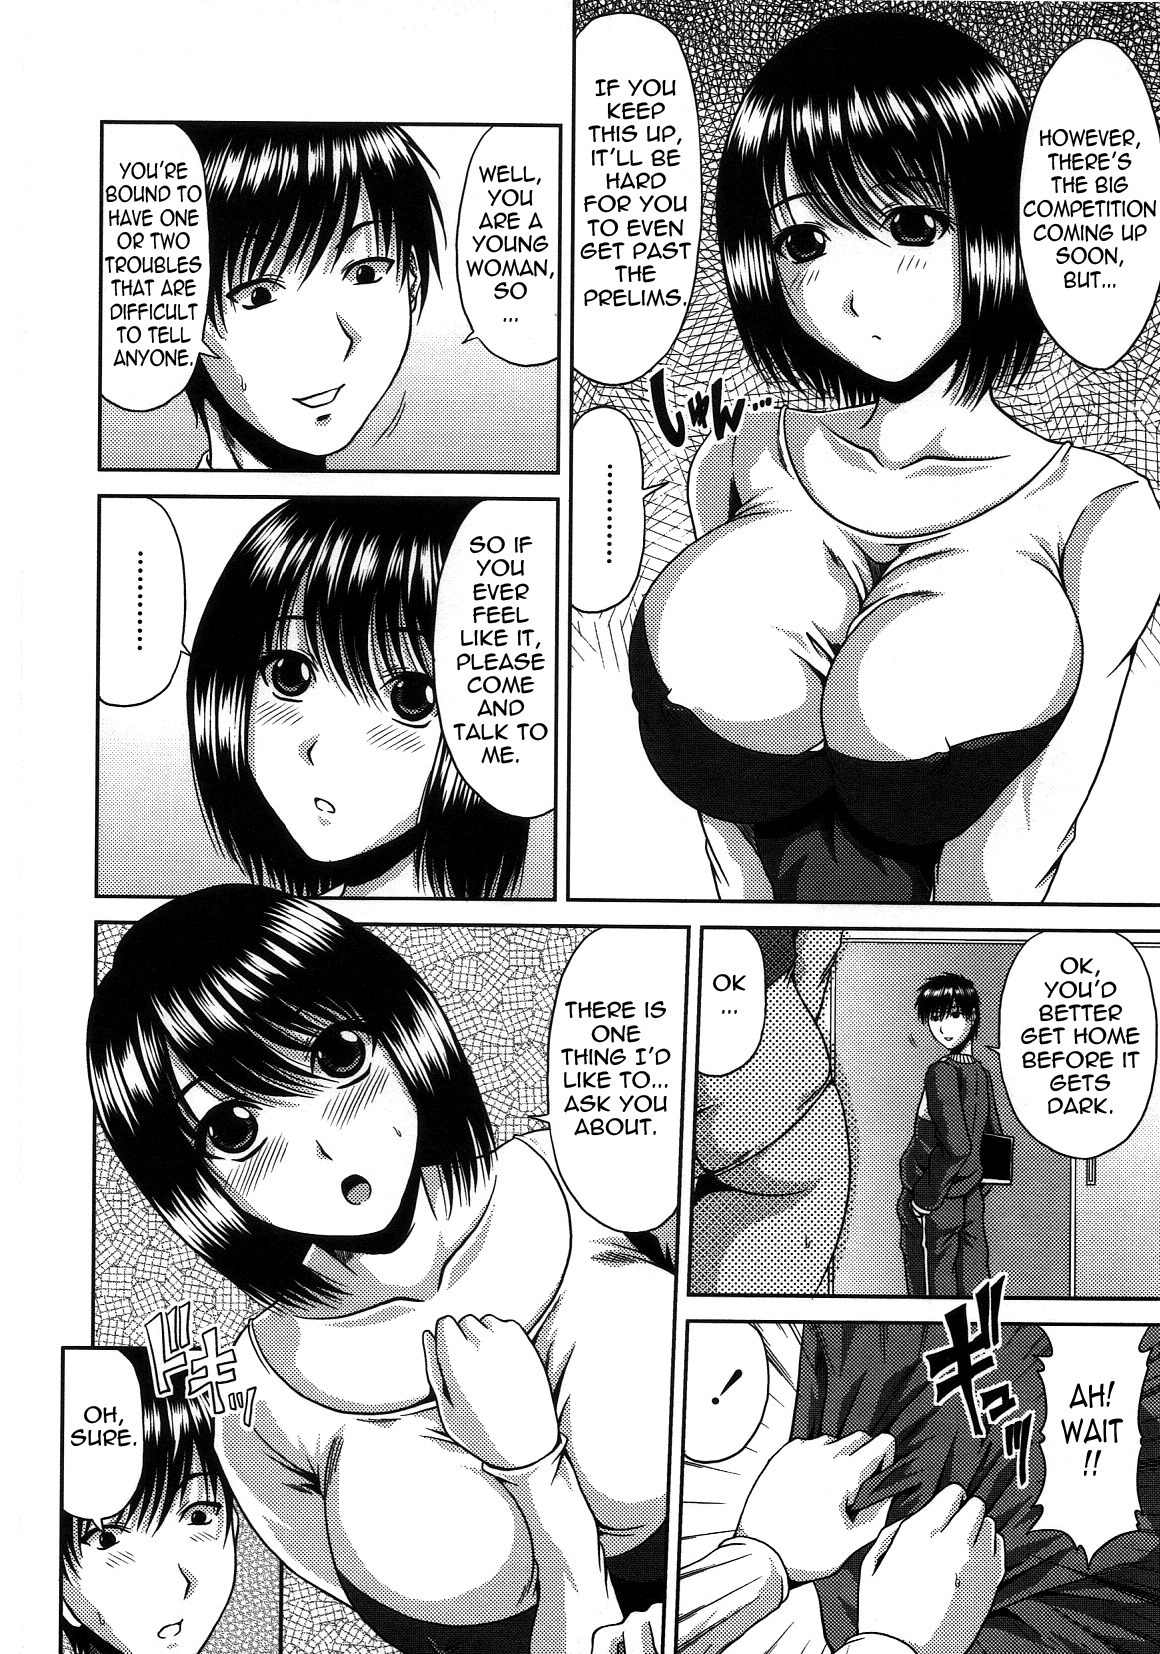 HOWEVER,
THERE'S
THE BIG
COMPETITION
COMING UP
SOON,
BUT...
IF YOU
KEEP
THIS UP,
IT'LL BE
HARD
FOR YOU
TO EVEN
GET PAST
THE
PRELIMS.
しゅん…
..........
WELL,
YOU
ARE A
YOUNG
WOMAN,
SO
...
YOU'RE
BOUND TO
HAVE ONE
OR TWO
TROUBLES
THAT ARE
DIFFICULT
TO TELL
ANYONE.
SO IF
YOU
EVER
FEEL
LIKE IT,
PLEASE
COME
AND
TALK TO
ME.
..........
OK,
YOU'D
BETTER
GET HOME
BEFORE IT
GETS
DARK.
OK
...
AH!
WAIT
!!
ギュッ
!
THERE IS
ONE
THING I'D
LIKE TO...
ASK YOU
ABOUT.
ドキッ
OH,
SURE.